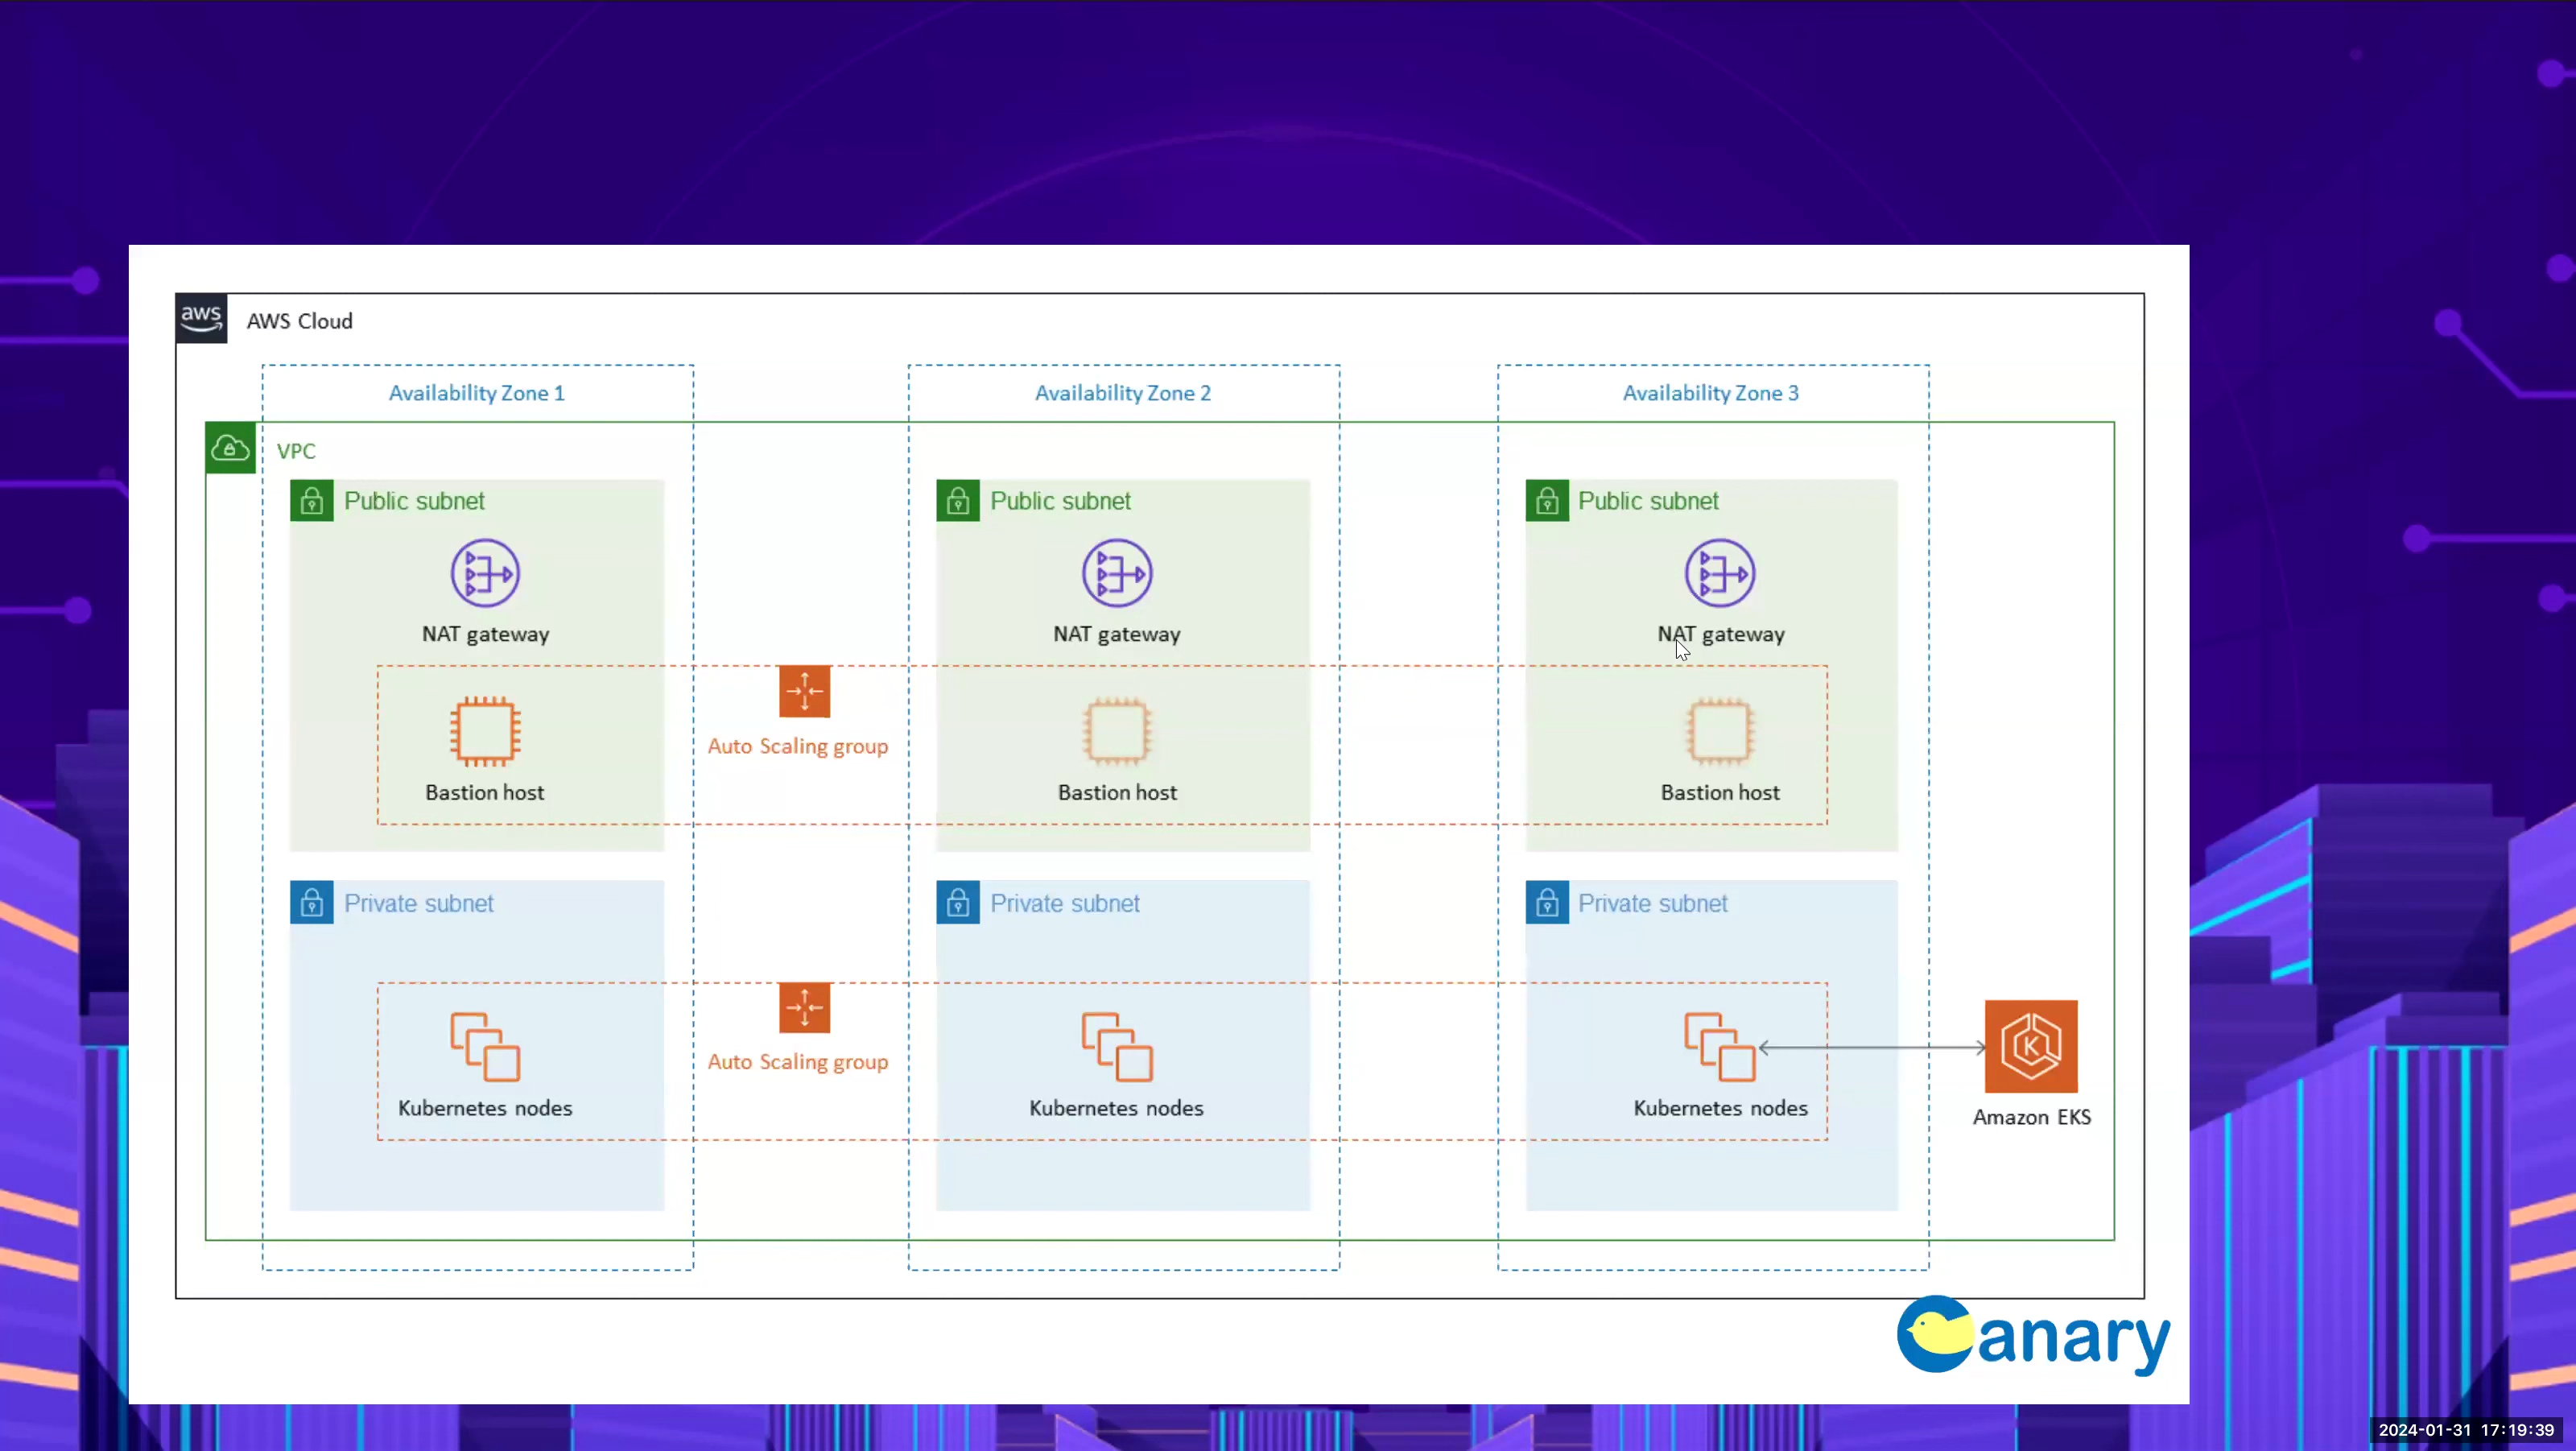 aws
AWS Cloud
Availability Zone 1
Availability Zone 2
Availability Zone 3
VPC
Public subnet
Public subnet
Public subnet
NAT gateway
NAT gateway
NAT gateway
Auto Scaling group
Bastion host
Bastion host
Bastion host
Private subnet
Private subnet
Private subnet
Auto Scaling group
K
Kubernetes nodes
Kubernetes nodes
Kubernetes nodes
Amazon EKS
Canary
2024-01-31 17:19:39